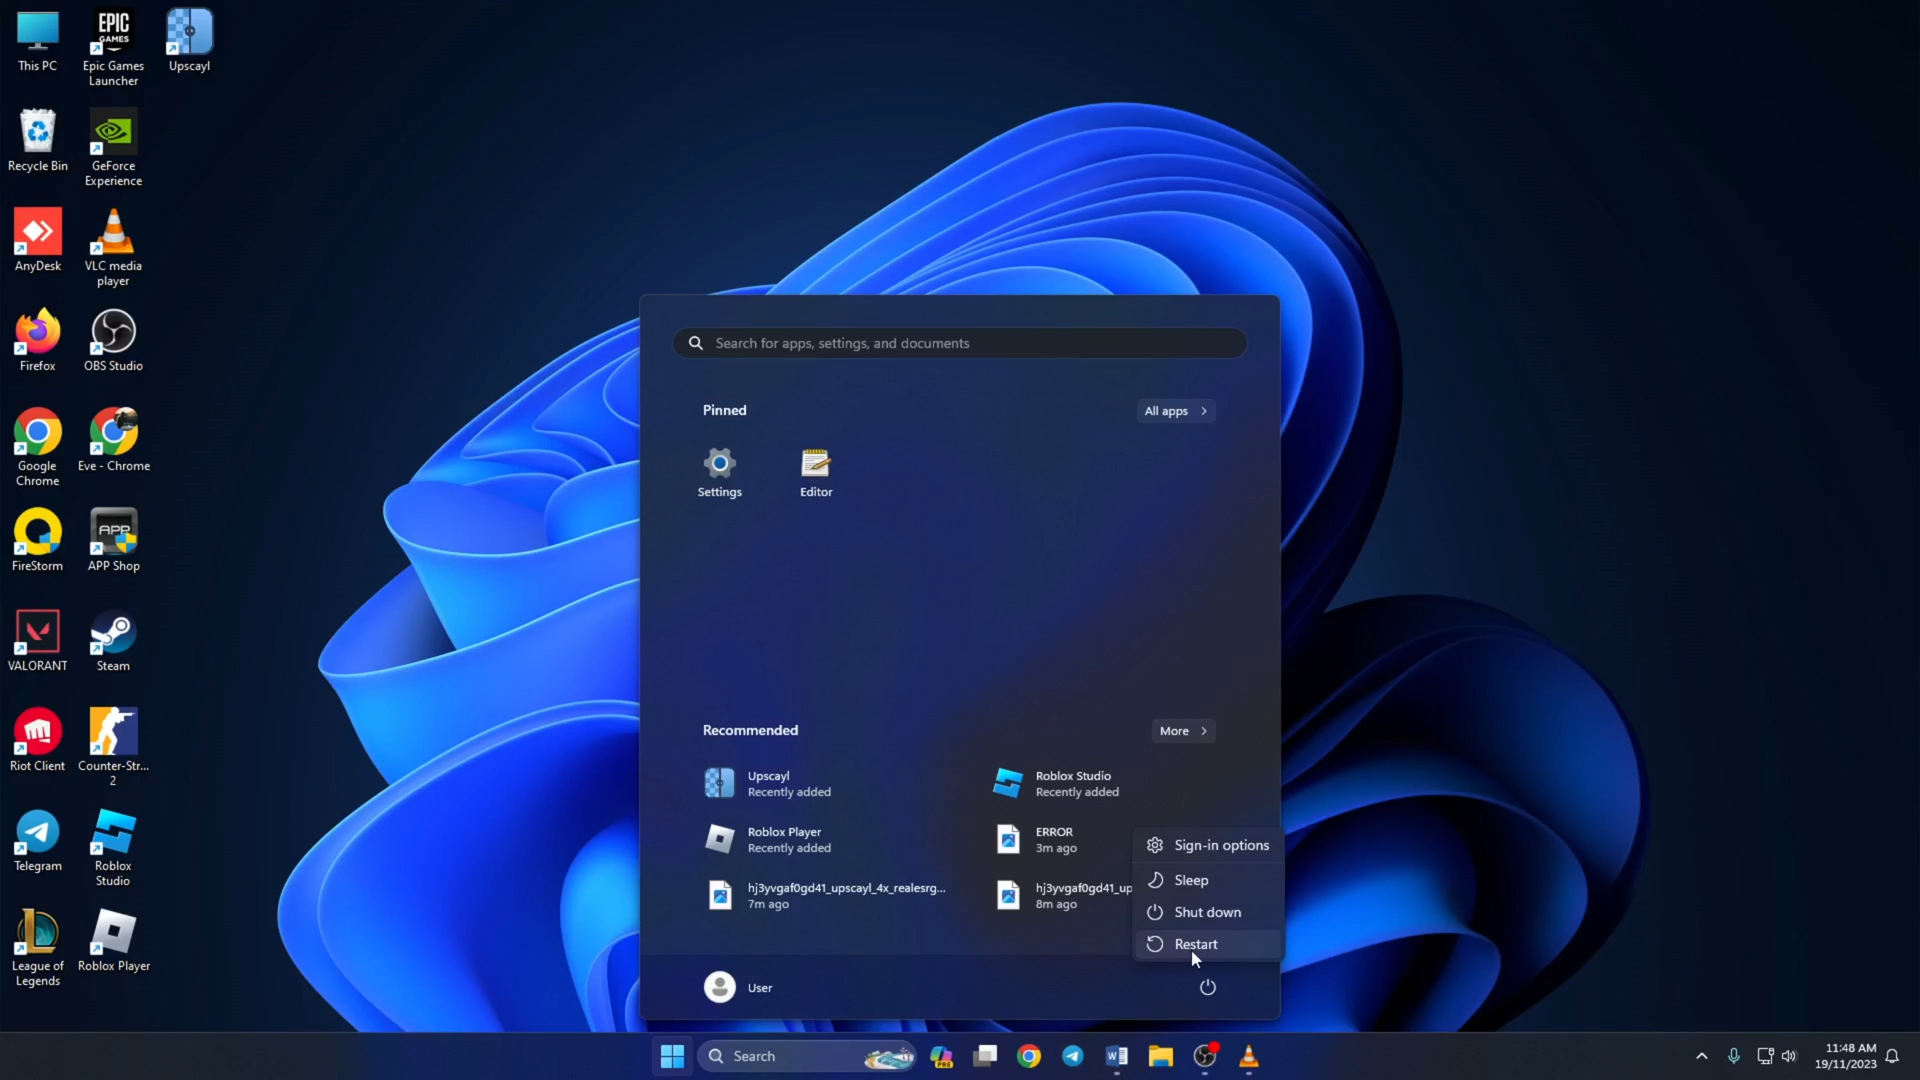 This PC
EPIC
GAMES
Epic Games
Launcher
Upscayl
Recycle Bin
GeForce
Experience
AnyDesk
VLC media
player
Firefox
OBS Studio
Google
Chrome
Eve - Chrome
FireStorm
APP
APP Shop
VALORANT
Steam
Riot Client
Counter-Str...
2
Telegram
Roblox
Studio
League of
Legends
Roblox Player
Search for apps, settings, and documents
Pinned
All apps
Settings
Editor
Recommended
More
Upscayl
Recently added
Roblox Studio
Recently added
Roblox Player
Recently added
ERROR
3m ago
hj3yvgaf0gd41_upscayl_4x_realesrg...
7m ago
hj3yvgaf0gd41_up
8m ago
Sign-in options
Sleep
Shut down
Restart
User
Search
PRE
W
11:48 AM
19/11/2023